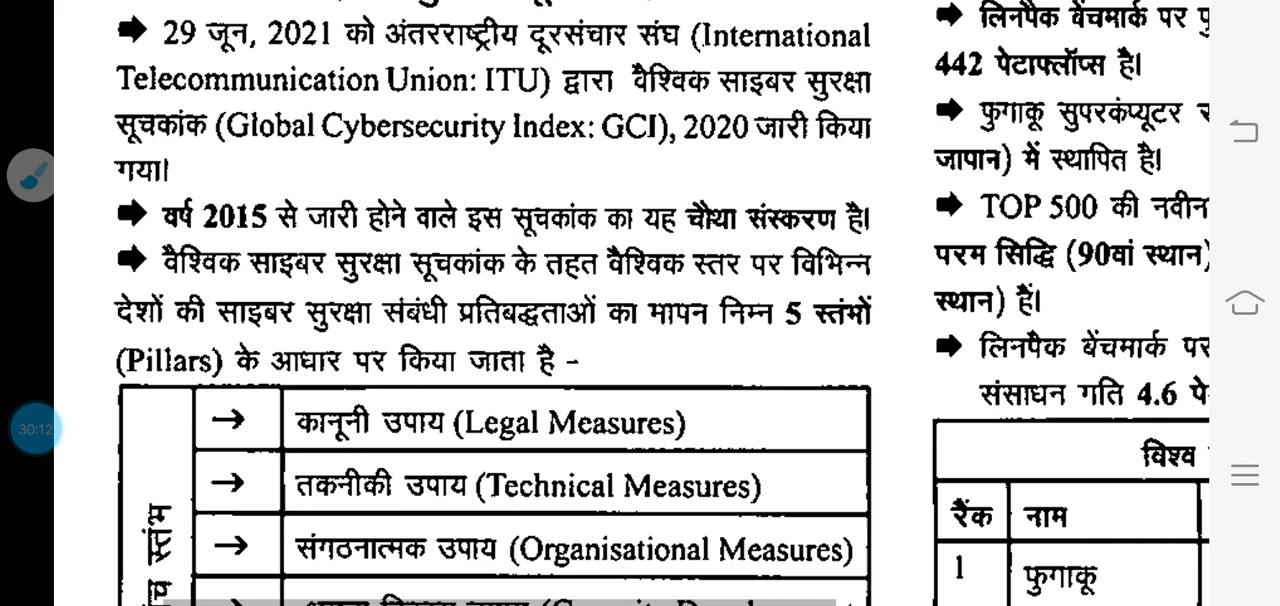 ➡ 29 जून, 2021 को अंतरराष्ट्रीय दूरसंचार संघ (International
Telecommunication Union: ITU) द्वारा वैश्विक साइबर सुरक्षा
सूचकांक (Global Cybersecurity Index: GCI), 2020 जारी किया
गया।
➡ वर्ष 2015 से जारी होने वाले इस सूचकांक का यह चौथा संस्करण है।
➡ वैश्विक साइबर सुरक्षा सूचकांक के तहत वैश्विक स्तर पर विभिन्न
देशों की साइबर सुरक्षा संबंधी प्रतिबद्धताओं का मापन निम्न 5 स्तंभों
(Pillars) के आधार पर किया जाता है -
स्तंभ
→ कानूनी उपाय (Legal Measures)
→ तकनीकी उपाय (Technical Measures)
→ संगठनात्मक उपाय (Organisational Measures)
➡ लिनपैक बेंचमार्क पर
442 पेटाफ्लॉप्स है।
➡ फुगाकू सुपरकंप्यूटर
जापान) में स्थापित है।
➡ TOP 500 की नवीन
परम सिद्धि (90वां स्थान)
स्थान) हैं।
➡ लिनपैक बेंचमार्क पर
संसाधन गति 4.6
विश्व
रैंक नाम
1 फुगाकू
30:12